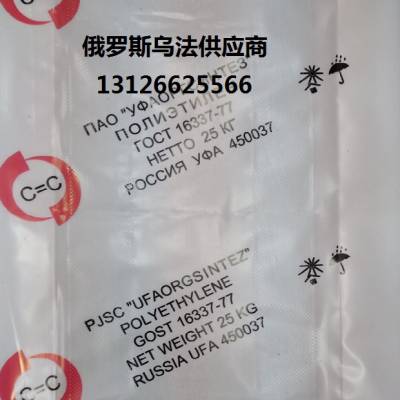 俄罗斯乌法供应商
13126625566
ПАО "УФАОРГСИНТЕЗ
ПОЛИЭТИЛЕ
ГОСТ 16337-77
НЕТТО 25 КГ
РОССИЯ УФА 450037
C=C
C=C
PJSC "UFAORGSINTEZ"
POLYETHYLENE
GOST 16337-77
NET WEIGHT 25 KG
RUSSIA UFA 450037
C=C